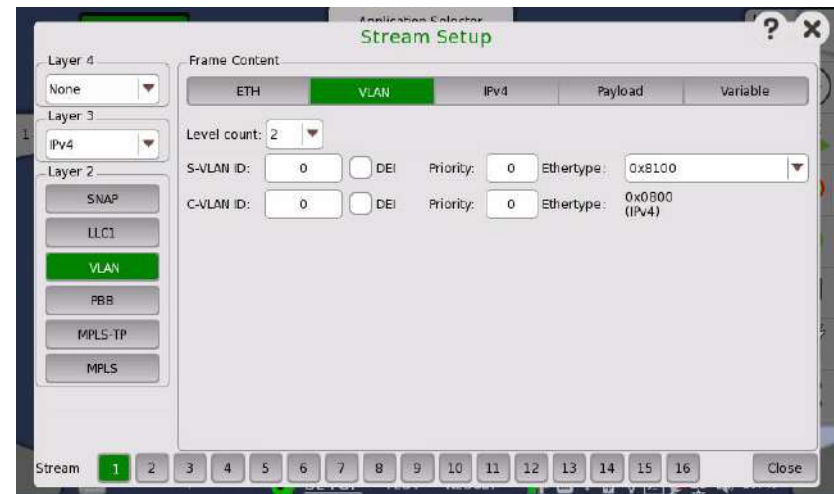 Application Selector
Stream Setup
? X
Layer 4
None
Layer 3
IPv4
Layer 2
SNAP
LLC1
VLAN
PBB
MPLS-TP
MPLS
Frame Content
ETH VLAN IPv4 Payload Variable
Level count: 2
S-VLAN ID: 0 DEI Priority: 0 Ethertype: 0x8100
C-VLAN ID: 0 DEI Priority: 0 Ethertype: 0x0800
(IPv4)
Stream 1 2 3 4 5 6 7 8 9 10 11 12 13 14 15 16 Close